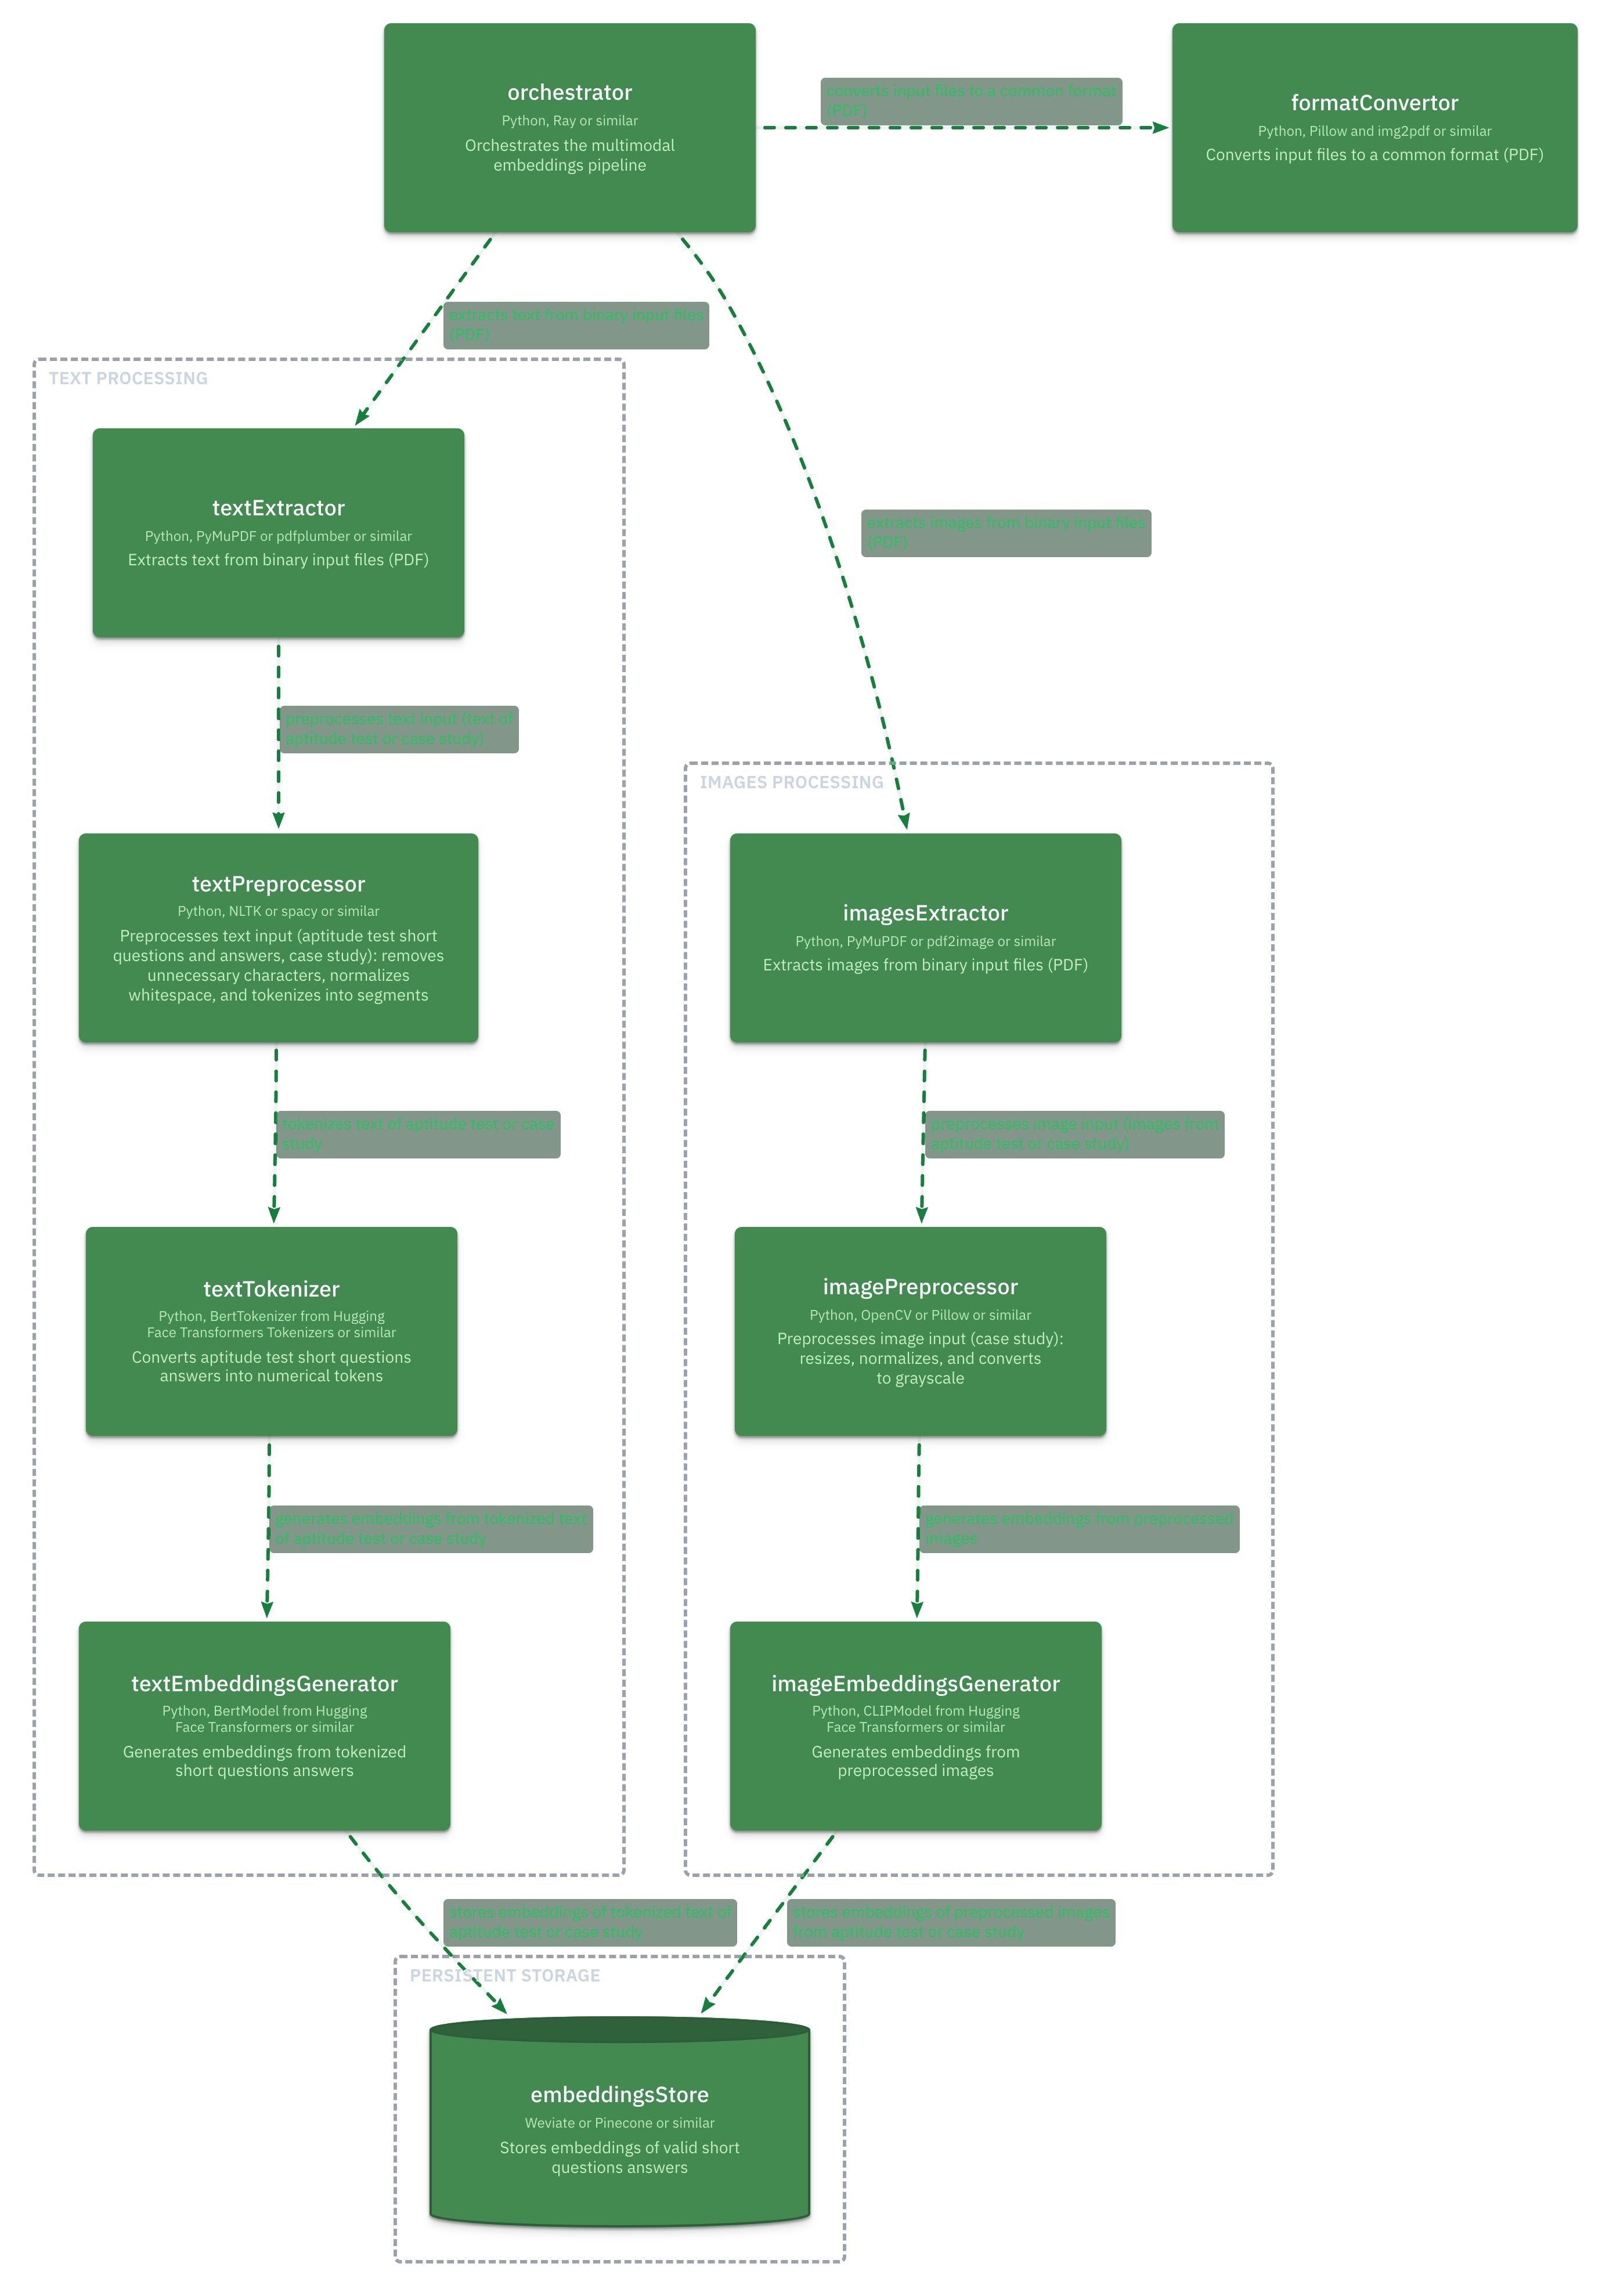 orchestrator
Python, Ray or similar
Orchestrates the multimodal
embeddings pipeline
converts input files to a common format
(PDF)
formatConvertor
Python, Pillow and img2pdf or similar
Converts input files to a common format (PDF)
extracts text from binary input files
(PDF)
TEXT PROCESSING
textExtractor
Python, PyMuPDF or pdfplumber or similar
Extracts text from binary input files (PDF)
extracts images from binary input files
(PDF)
preprocesses text input (text of
aptitude test or case study)
IMAGES PROCESSING
textPreprocessor
Python, NLTK or spacy or similar
Preprocesses text input (aptitude test short
questions and answers, case study): removes
unnecessary characters, normalizes
whitespace, and tokenizes into segments
imagesExtractor
Python, PyMuPDF or pdf2image or similar
Extracts images from binary input files (PDF)
tokenizes text of aptitude test or case
study
preprocesses image input (images from
aptitude test or case study)
textTokenizer
Python, BertTokenizer from Hugging
Face Transformers Tokenizers or similar
Converts aptitude test short questions
answers into numerical tokens
imagePreprocessor
Python, OpenCV or Pillow or similar
Preprocesses image input (case study):
resizes, normalizes, and converts
to grayscale
generates embeddings from tokenized text
of aptitude test or case study
generates embeddings from preprocessed
images
textEmbeddingsGenerator
Python, BertModel from Hugging
Face Transformers or similar
Generates embeddings from tokenized
short questions answers
imageEmbeddingsGenerator
Python, CLIPModel from Hugging
Face Transformers or similar
Generates embeddings from
preprocessed images
stores embeddings of tokenized text of
aptitude test or case study
stores embeddings of preprocessed images
from aptitude test or case study
PERSISTENT STORAGE
embeddingsStore
Weviate or Pinecone or similar
Stores embeddings of valid short
questions answers